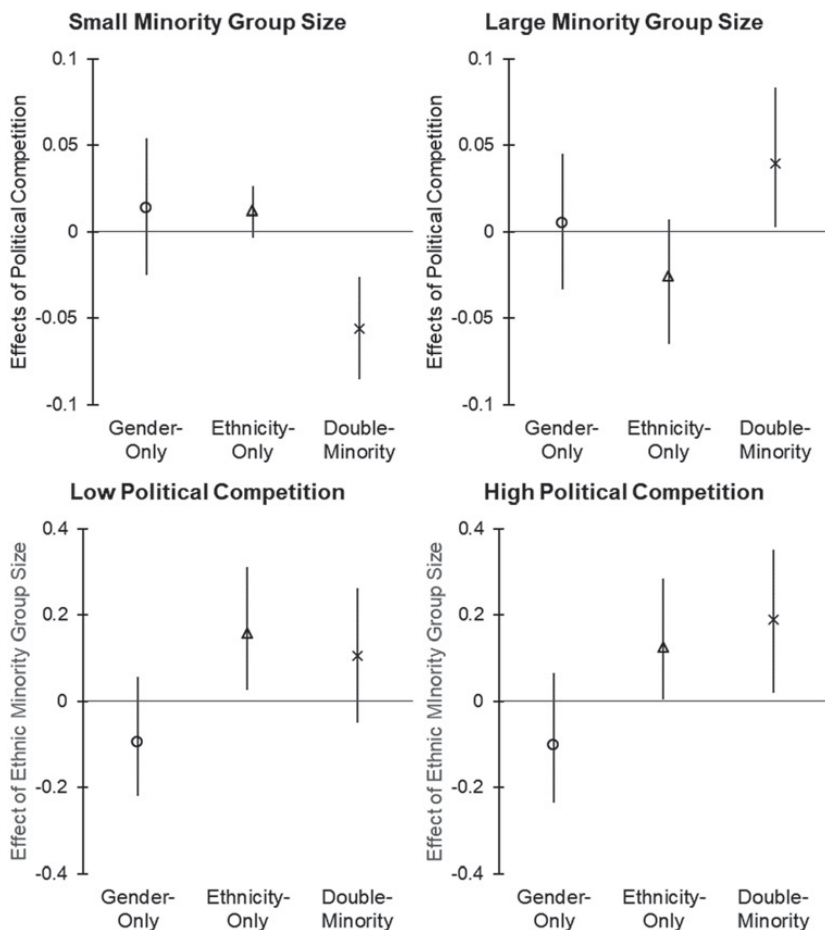 Small Minority Group Size
Effects of Political Competition
0.1
0.05
0
-0.05
-0.1
Gender-Only
Ethnicity-Only
Double-Minority
Large Minority Group Size
Effects of Political Competition
0.1
0.05
0
-0.05
-0.1
Gender-Only
Ethnicity-Only
Double-Minority
Low Political Competition
Effect of Ethnic Minority Group Size
0.4
0.2
0
-0.2
-0.4
Gender-Only
Ethnicity-Only
Double-Minority
High Political Competition
Effect of Ethnic MInority Group Size
0.4
0.2
0
-0.2
-0.4
Gender-Only
Ethnicity-Only
Double-Minority